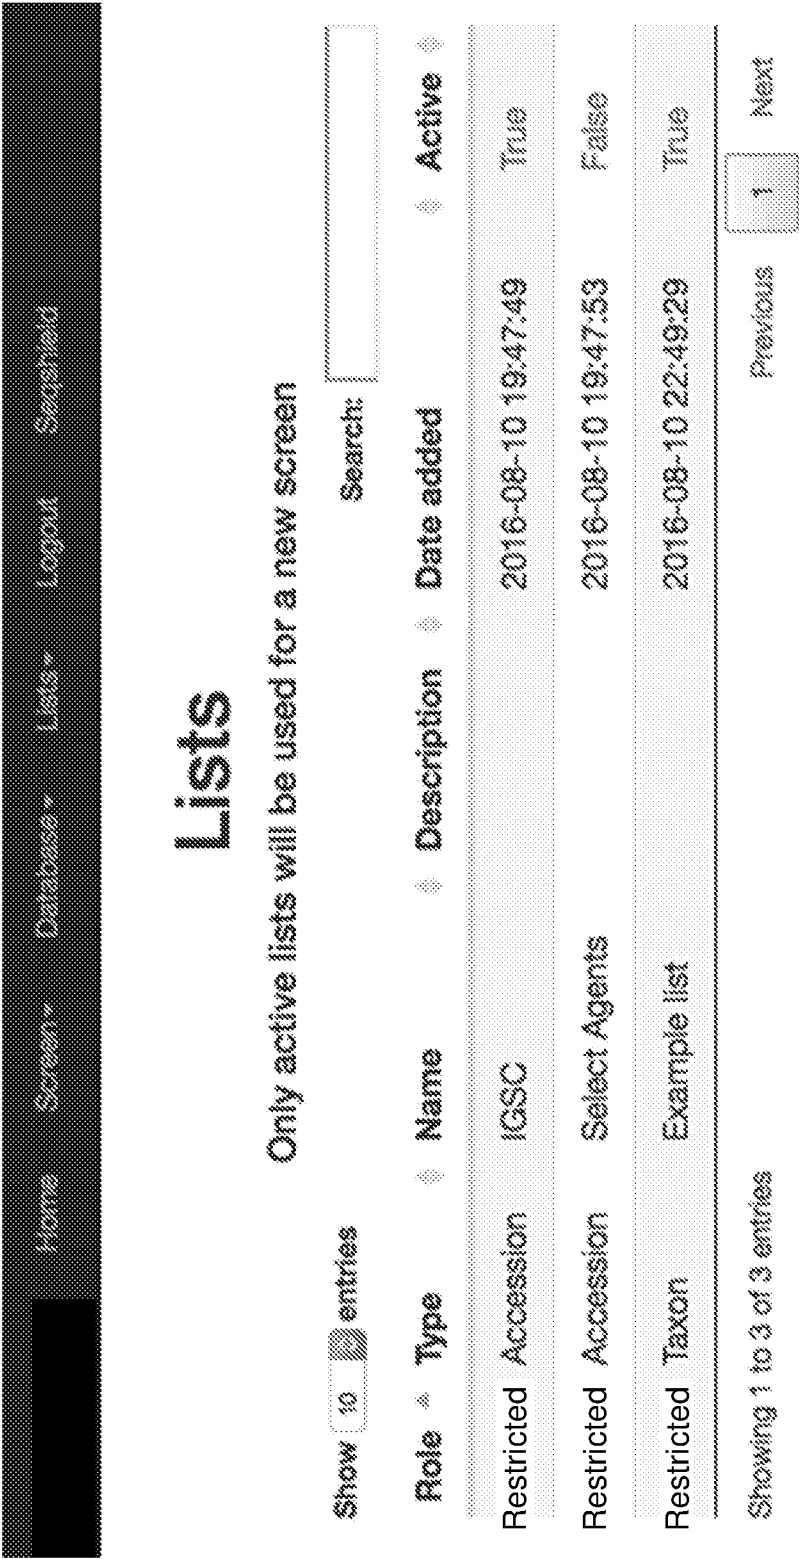 Home Screen Database Lists Logout Seqshield
Lists
Only active lists will be used for a new screen
Show 10 entries Search:
Role Type Name Description Date added Active
Restricted Accession IGSC 2016-08-10 19:47:49 True
Restricted Accession Select Agents 2016-08-10 19:47:53 False
Restricted Taxon Example list 2016-08-10 22:49:29 True
Showing 1 to 3 of 3 entries Previous 1 Next